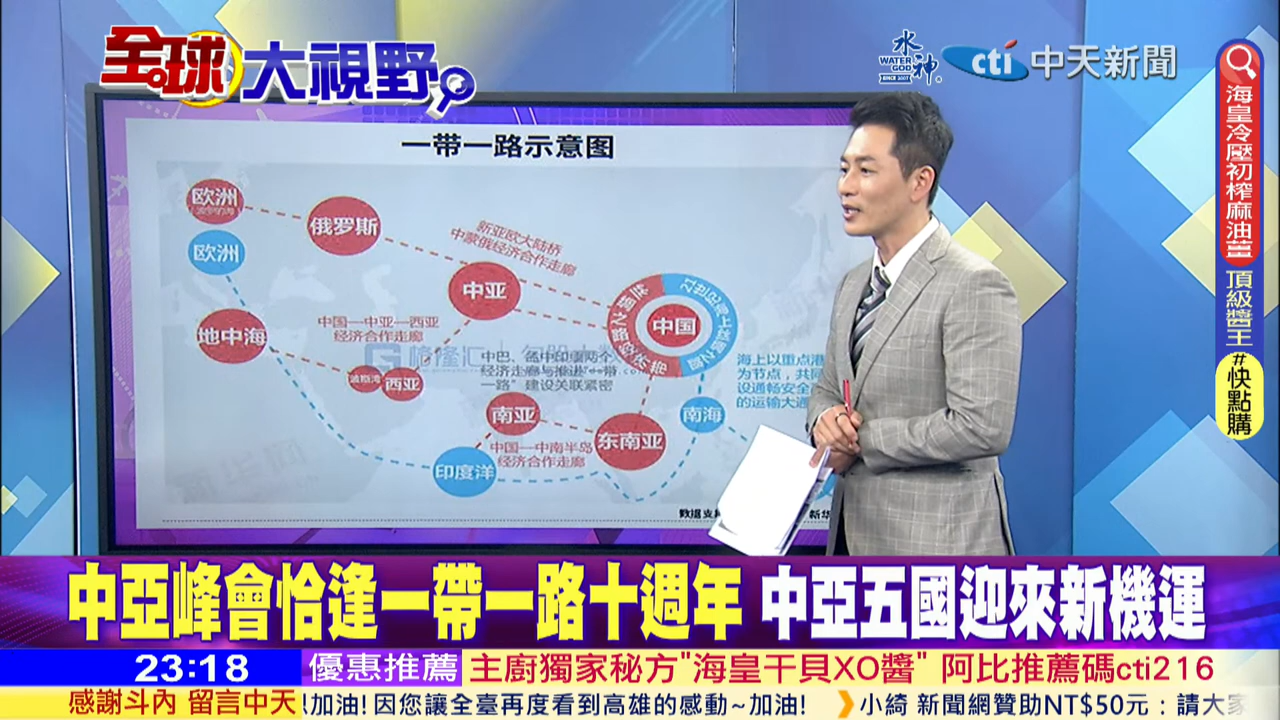 全球大視野
水神
WATER GOD
SINCE 2007
cti 中天新聞
海皇冷壓初榨麻油薑 頂級醬王 #快點購
一带一路示意图
欧洲
欧洲
俄罗斯
新亚欧大陆桥
中蒙俄经济合作走廊
中亚
中国
地中海
中国—中亚—西亚
经济合作走廊
波斯湾
西亚
中巴、孟中印缅两个
经济走廊与推进“一带
一路”建设关联紧密
海上以重点港
为节点，共同
设通畅安全
的运输大通
南亚
东南亚
南海
中国—中南半岛
经济合作走廊
印度洋
数据支
新华
中亞峰會恰逢一帶一路十週年 中亞五國迎來新機運
23:18 優惠推薦 主廚獨家秘方"海皇干貝XO醬" 阿比推薦碼cti216
感謝斗內 留言中天 加油! 因您讓全臺再度看到高雄的感動~加油! 小綺 新聞網贊助NT$50元：請大家